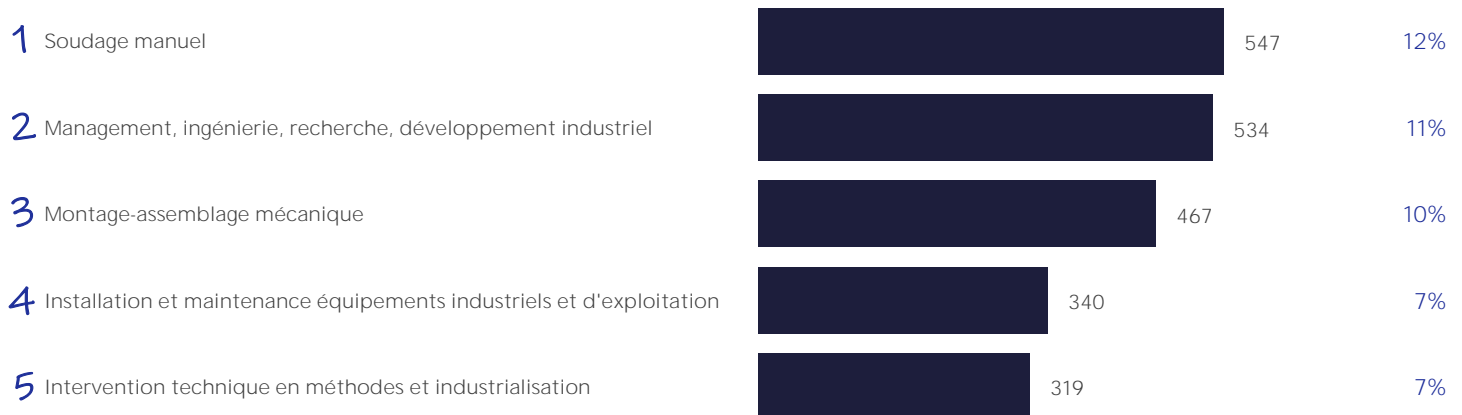 1 Soudage manuel 547 12%
2 Management, ingénierie, recherche, développement industriel 534 11%
3 Montage-assemblage mécanique 467 10%
4 Installation et maintenance équipements industriels et d'exploitation 340 7%
5 Intervention technique en méthodes et industrialisation 319 7%